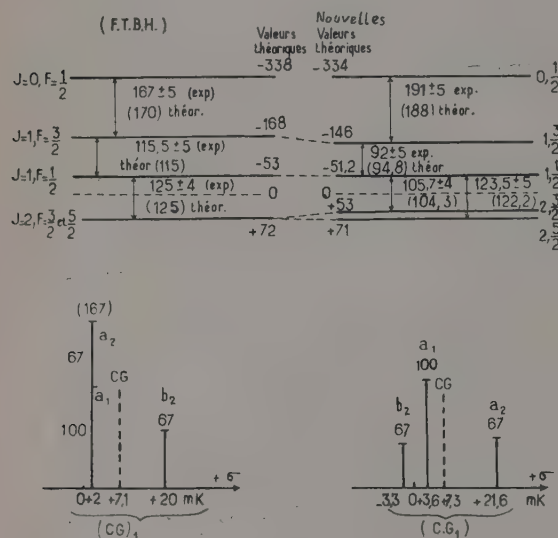 (F.T.B.H.)
Valeurs théoriques
Nouvelles Valeurs théoriques
-338
-334
J=0, F=1/2
0, 1/2
167±5 (exp)
(170) théor.
191±5 exp.
(188) théor.
-168
-146
J=1, F=3/2
1, 3/2
115,5±5 (exp)
théor (115)
92±5 exp.
(94,8) théor.
-53
-51,2
J=1, F=1/2
125±4 (exp)
(125) théor.
0
0
105,7±4
(104,3)
123,5±5
(122,2)
+53
J=2, F=3/2 et 5/2
+72
+71
2, 5/2
(167)
67
a2
a1
100
CG
b2
67
+σ
0+2 +7,1 +20 mK
(CG)1
a1
100
CG
b2
67
a2
67
+σ
-3,3 0+3,6+7,3 +21,6 mK
(C.G1)